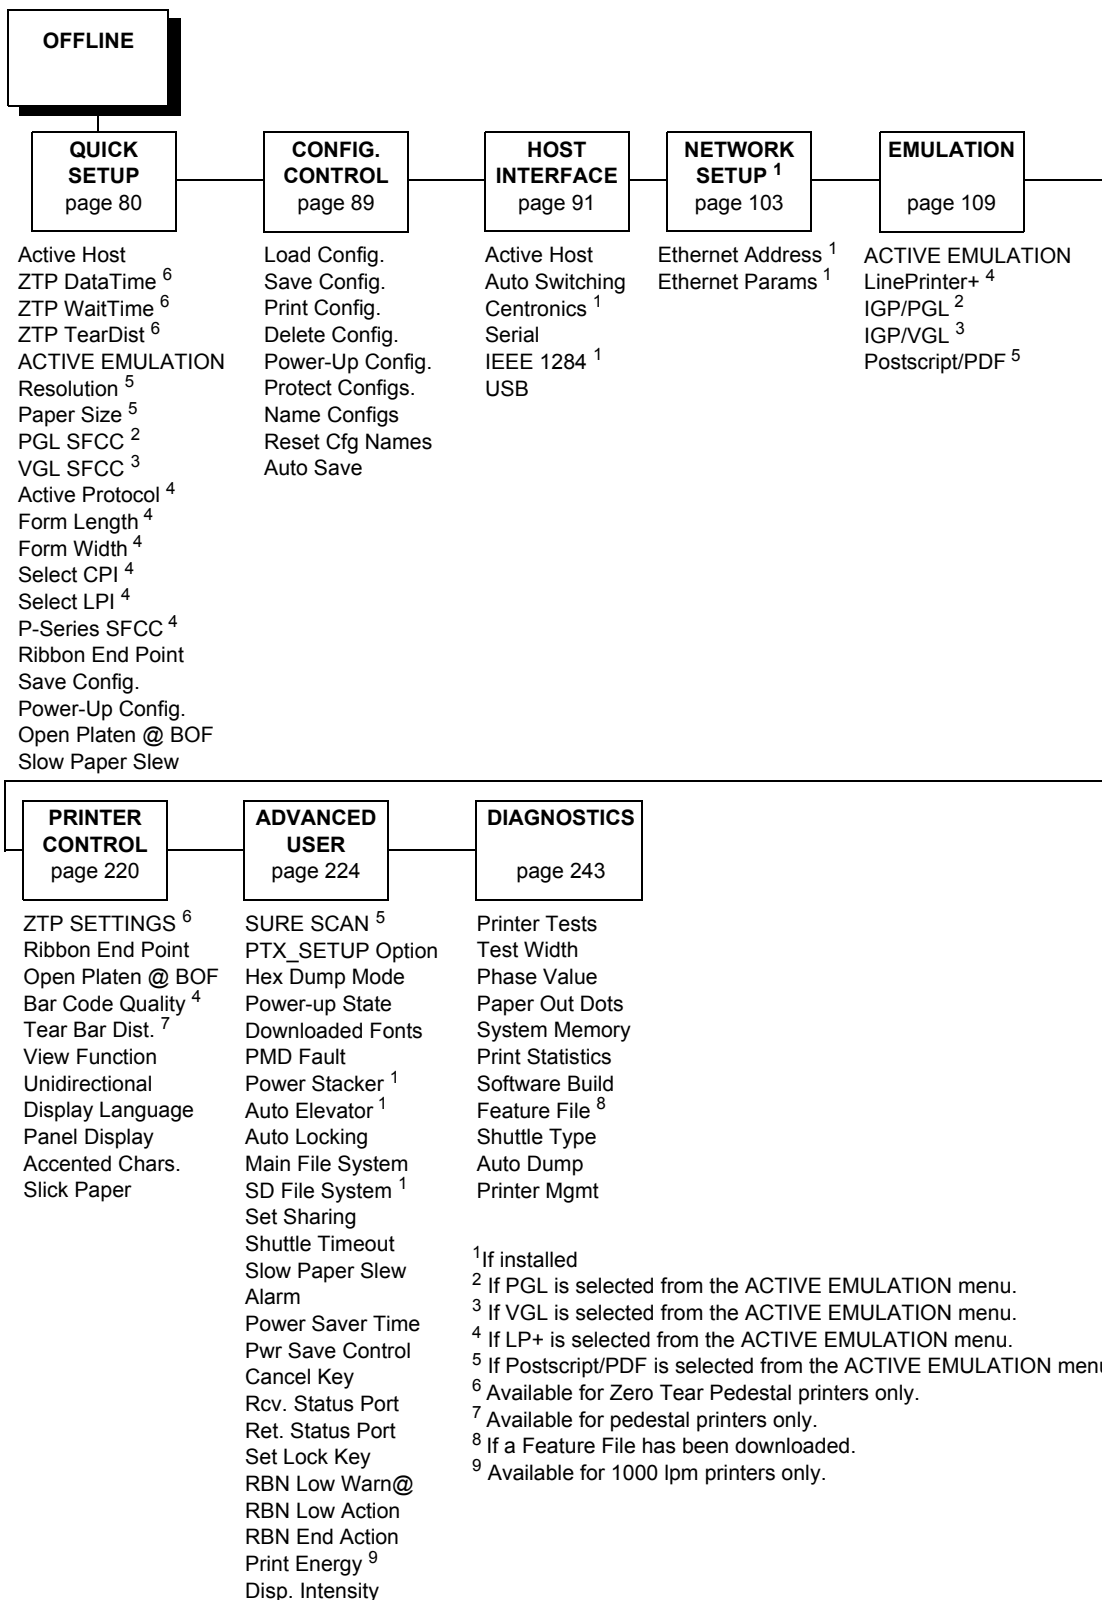 OFFLINE
QUICK
SETUP
page 80
CONFIG.
CONTROL
page 89
HOST
INTERFACE
page 91
NETWORK
SETUP 1
page 103
EMULATION
page 109
Active Host
ZTP DataTime 6
ZTP WaitTime 6
ZTP TearDist 6
ACTIVE EMULATION
Resolution 5
Paper Size 5
PGL SFCC 2
VGL SFCC 3
Active Protocol 4
Form Length 4
Form Width 4
Select CPI 4
Select LPI 4
P-Series SFCC 4
Ribbon End Point
Save Config.
Power-Up Config.
Open Platen @ BOF
Slow Paper Slew
Load Config.
Save Config.
Print Config.
Delete Config.
Power-Up Config.
Protect Configs.
Name Configs
Reset Cfg Names
Auto Save
Active Host
Auto Switching
Centronics 1
Serial
IEEE 1284 1
USB
Ethernet Address 1
Ethernet Params 1
ACTIVE EMULATION
LinePrinter+ 4
IGP/PGL 2
IGP/VGL 3
Postscript/PDF 5
PRINTER
CONTROL
page 220
ADVANCED
USER
page 224
DIAGNOSTICS
page 243
ZTP SETTINGS 6
Ribbon End Point
Open Platen @ BOF
Bar Code Quality 4
Tear Bar Dist. 7
View Function
Unidirectional
Display Language
Panel Display
Accented Chars.
Slick Paper
SURE SCAN 5
PTX_SETUP Option
Hex Dump Mode
Power-up State
Downloaded Fonts
PMD Fault
Power Stacker 1
Auto Elevator 1
Auto Locking
Main File System
SD File System 1
Set Sharing
Shuttle Timeout
Slow Paper Slew
Alarm
Power Saver Time
Pwr Save Control
Cancel Key
Rcv. Status Port
Ret. Status Port
Set Lock Key
RBN Low Warn@
RBN Low Action
RBN End Action
Print Energy 9
Disp. Intensity
Printer Tests
Test Width
Phase Value
Paper Out Dots
System Memory
Print Statistics
Software Build
Feature File 8
Shuttle Type
Auto Dump
Printer Mgmt
1If installed
2 If PGL is selected from the ACTIVE EMULATION menu.
3 If VGL is selected from the ACTIVE EMULATION menu.
4 If LP+ is selected from the ACTIVE EMULATION menu.
5 If Postscript/PDF is selected from the ACTIVE EMULATION menu
6 Available for Zero Tear Pedestal printers only.
7 Available for pedestal printers only.
8 If a Feature File has been downloaded.
9 Available for 1000 lpm printers only.